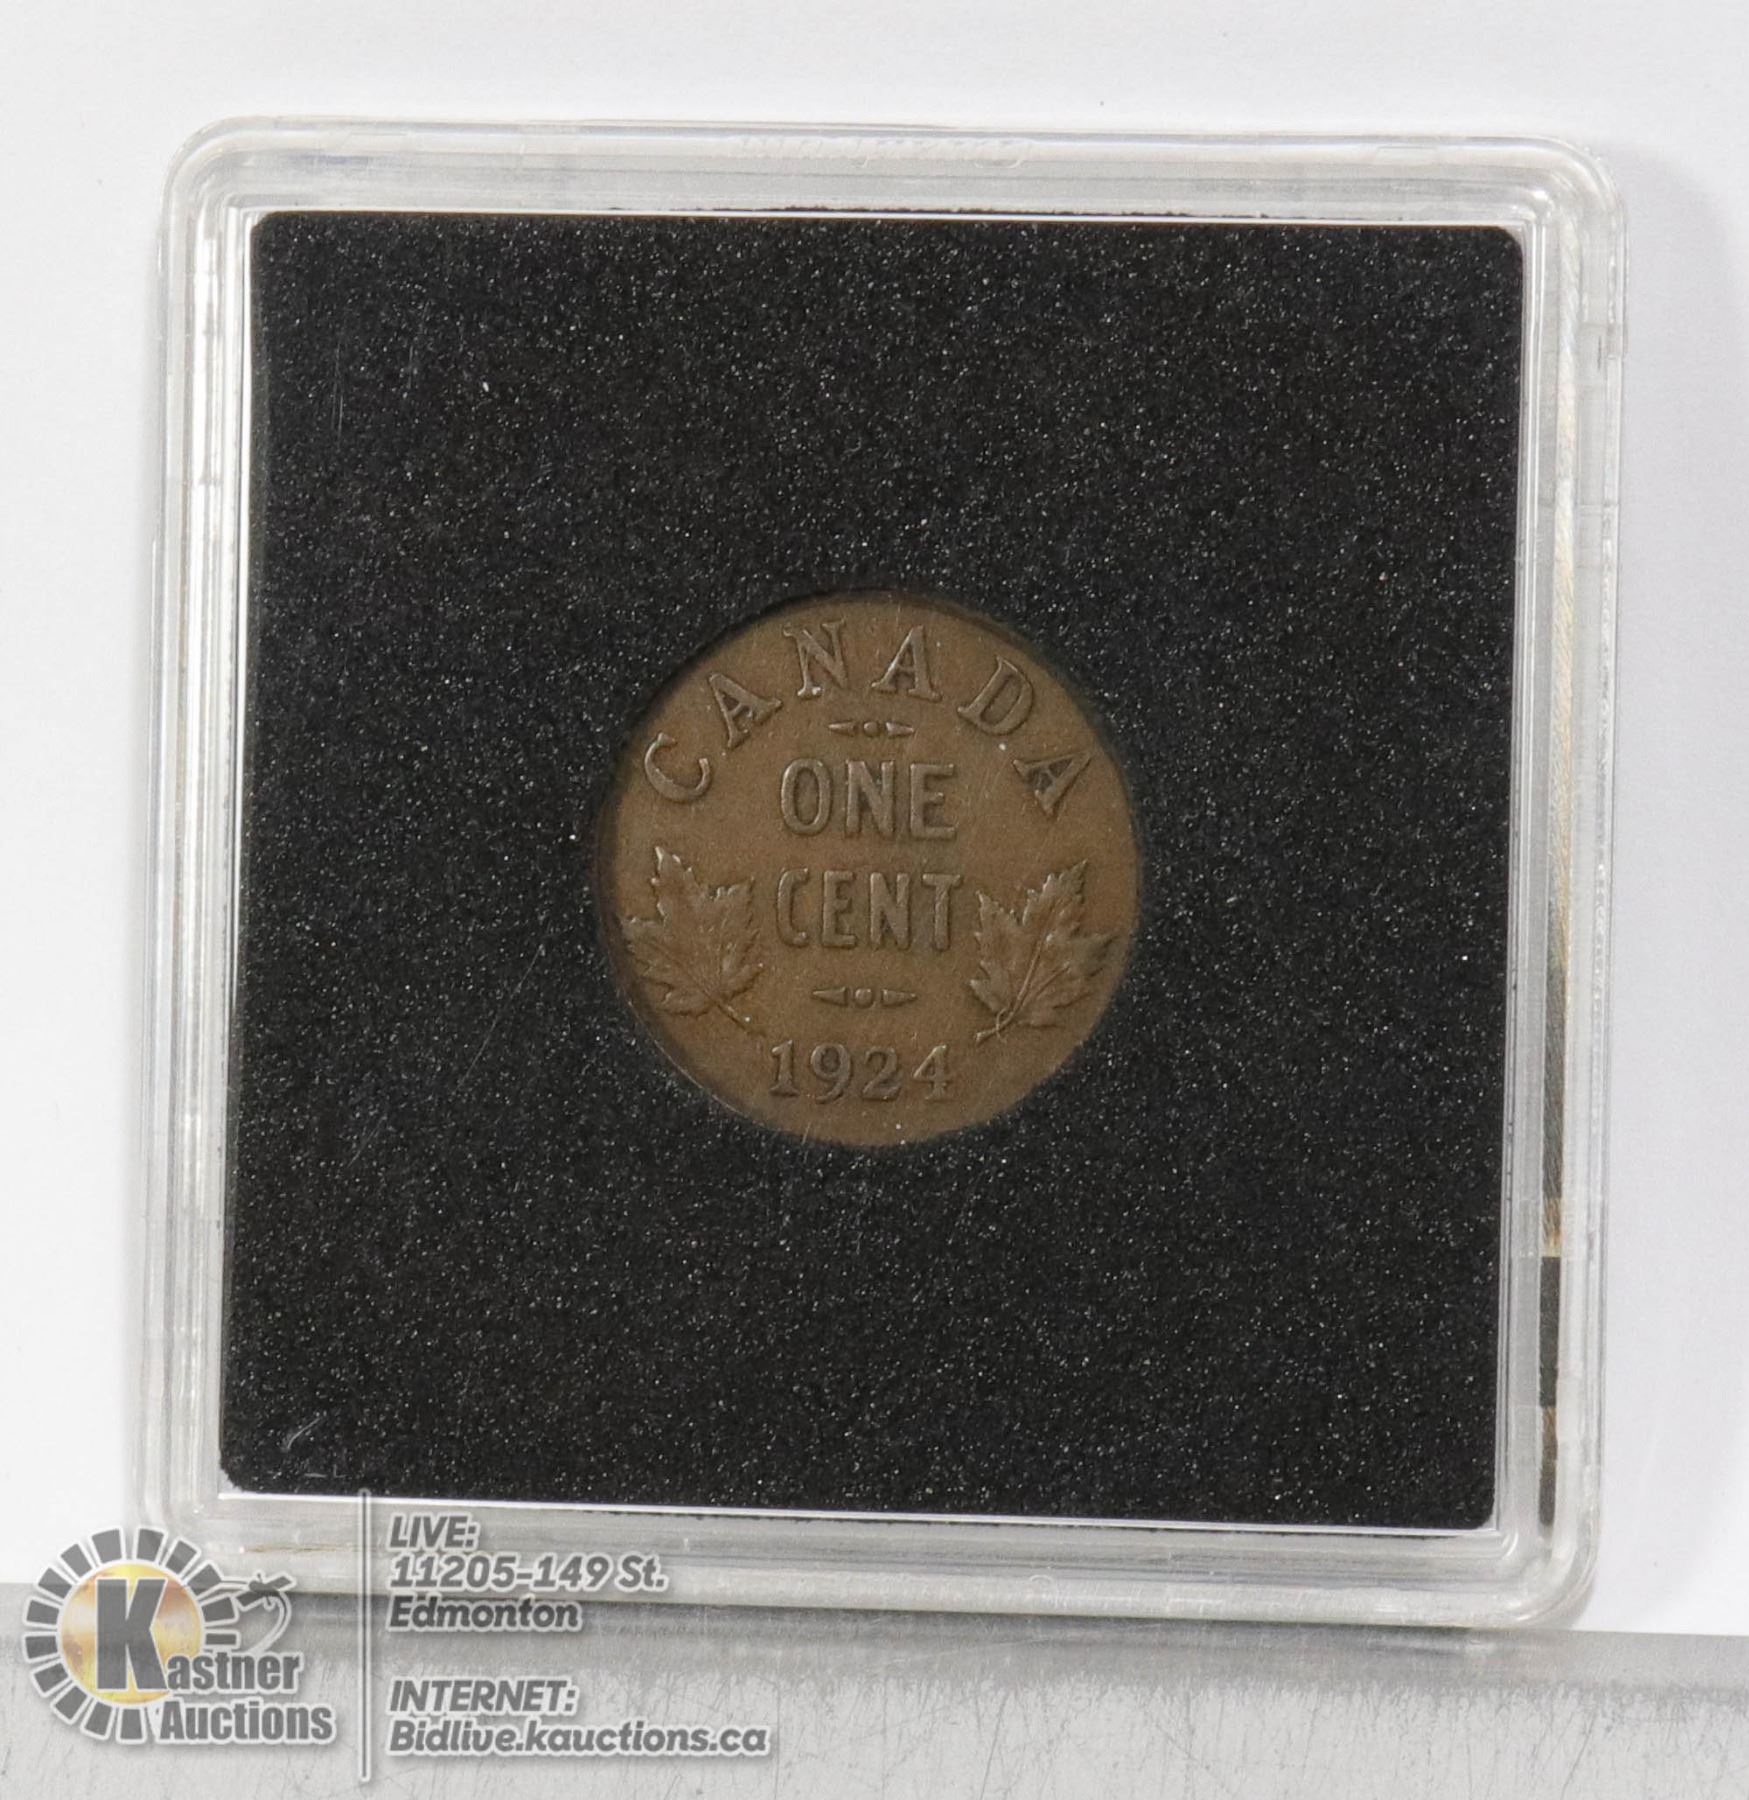 CANADA
ONE
CENT
1924
Kastner
Auctions
LIVE:
11205-149 St.
Edmonton
INTERNET:
Bidlive.kauctions.ca